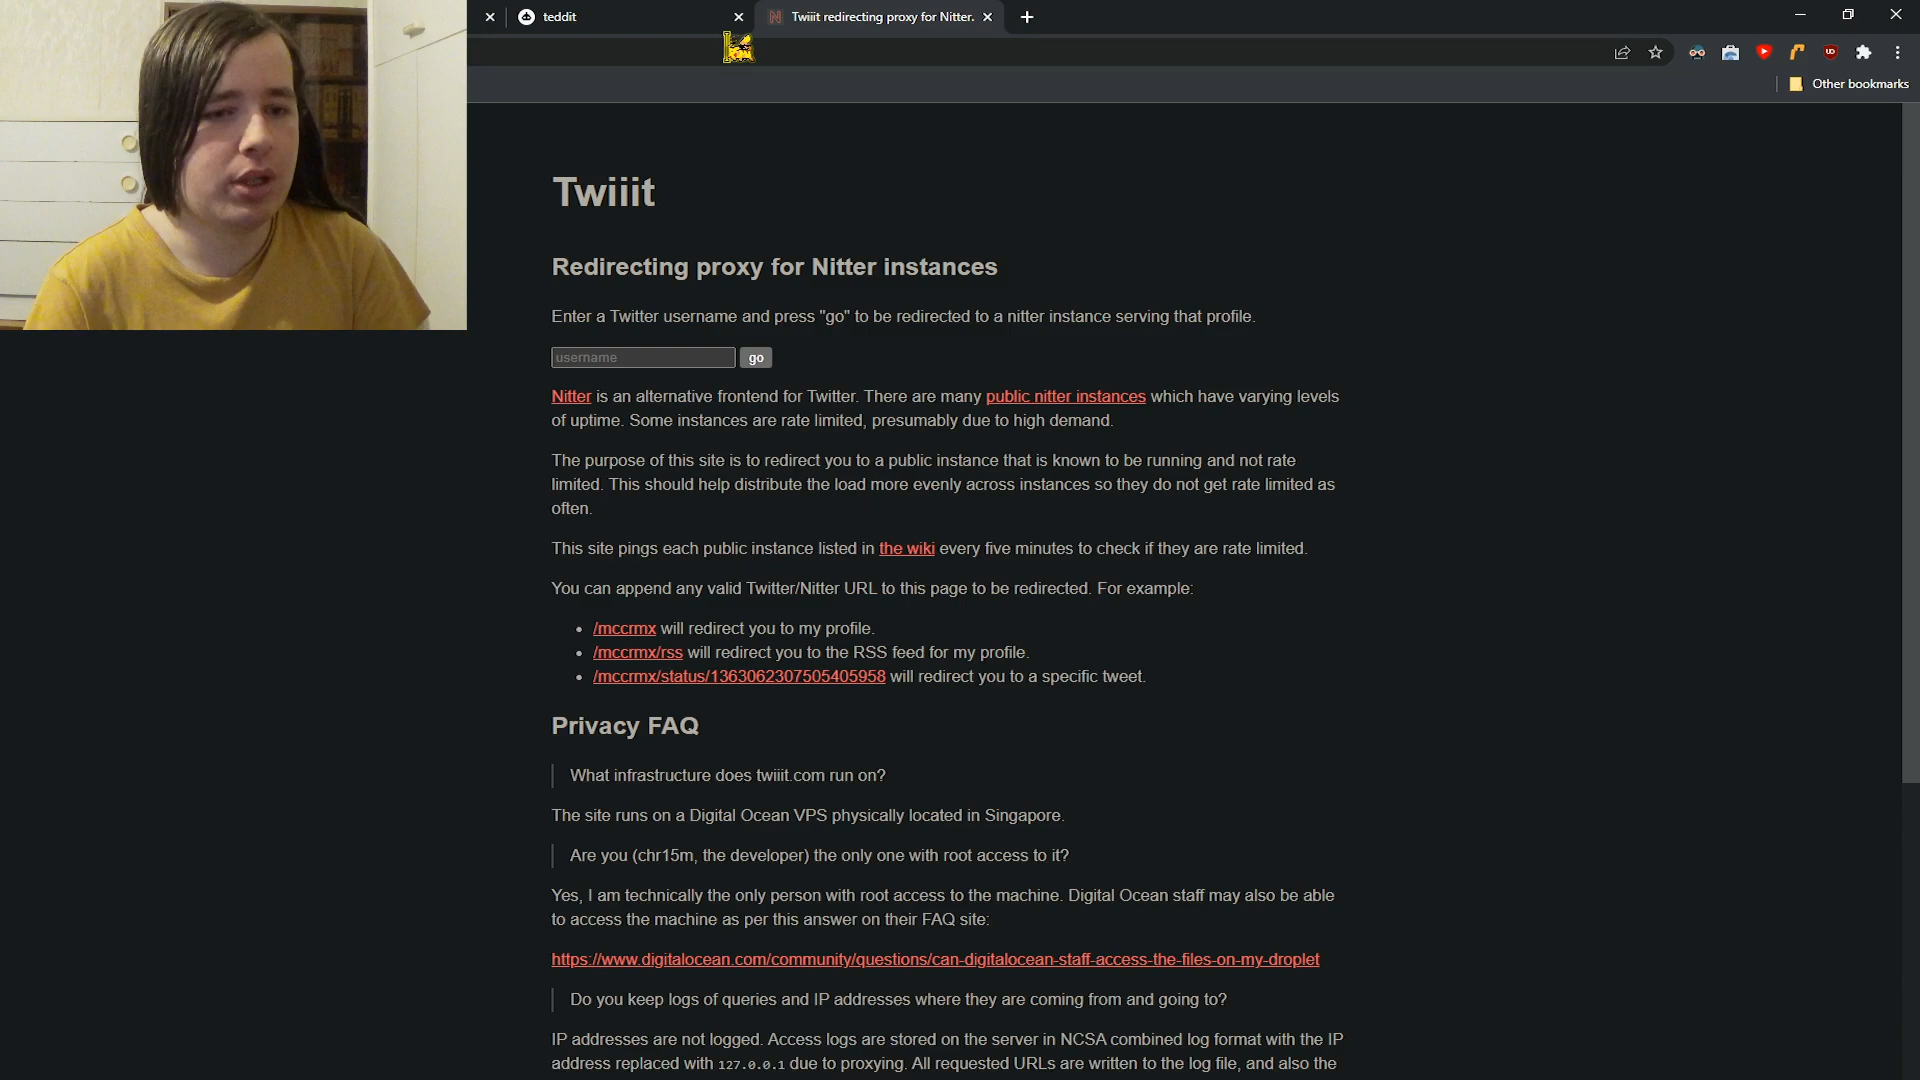 teddit
Twiiit redirecting proxy for Nitter.
Other bookmarks
Twiiit
Redirecting proxy for Nitter instances
Enter a Twitter username and press "go" to be redirected to a nitter instance serving that profile.
username go
Nitter is an alternative frontend for Twitter. There are many public nitter instances which have varying levels
of uptime. Some instances are rate limited, presumably due to high demand.
The purpose of this site is to redirect you to a public instance that is known to be running and not rate
limited. This should help distribute the load more evenly across instances so they do not get rate limited as
often.
This site pings each public instance listed in the wiki every five minutes to check if they are rate limited.
You can append any valid Twitter/Nitter URL to this page to be redirected. For example:
• /mccrmx will redirect you to my profile.
• /mccrmx/rss will redirect you to the RSS feed for my profile.
• /mccrmx/status/1363062307505405958 will redirect you to a specific tweet.
Privacy FAQ
What infrastructure does twiiit.com run on?
The site runs on a Digital Ocean VPS physically located in Singapore.
Are you (chr15m, the developer) the only one with root access to it?
Yes, I am technically the only person with root access to the machine. Digital Ocean staff may also be able
to access the machine as per this answer on their FAQ site:
https://www.digitalocean.com/community/questions/can-digitalocean-staff-access-the-files-on-my-droplet
Do you keep logs of queries and IP addresses where they are coming from and going to?
IP addresses are not logged. Access logs are stored on the server in NCSA combined log format with the IP
address replaced with 127.0.0.1 due to proxying. All requested URLs are written to the log file, and also the